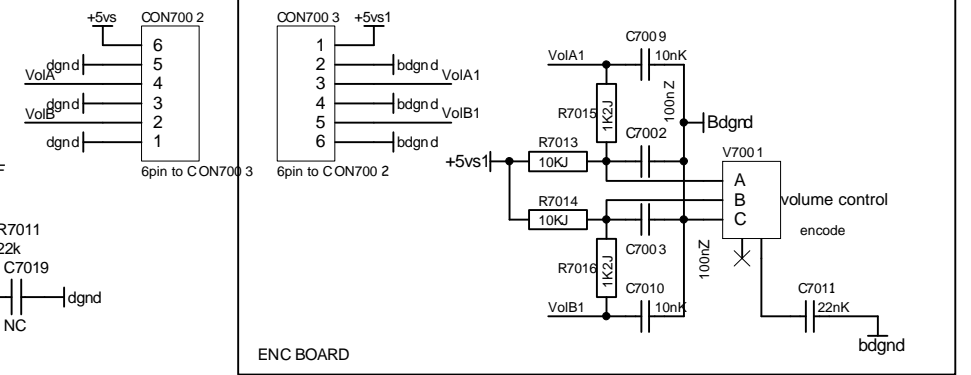 +5vs
CON700 2
6
5
4
3
2
1
dgnd
VolA
dgnd
VolB
dgnd
6pin to CON700 3
R7011
22k
C7019
dgnd
NC
CON700 3
+5vs1
1
2
3
4
5
6
bdgnd
VolA1
bdgnd
VolB1
bdgnd
6pin to CON700 2
C7009
VolA1
10nK
R7015
1K2J
100nZ
Bdgnd
R7013
C7002
V7001
+5vs1
10KJ
A
R7014
B
volume control
10KJ
C
encode
C7003
R7016
1K2J
100nZ
C7010
C7011
VolB1
10nK
22nK
bdgnd
ENC BOARD